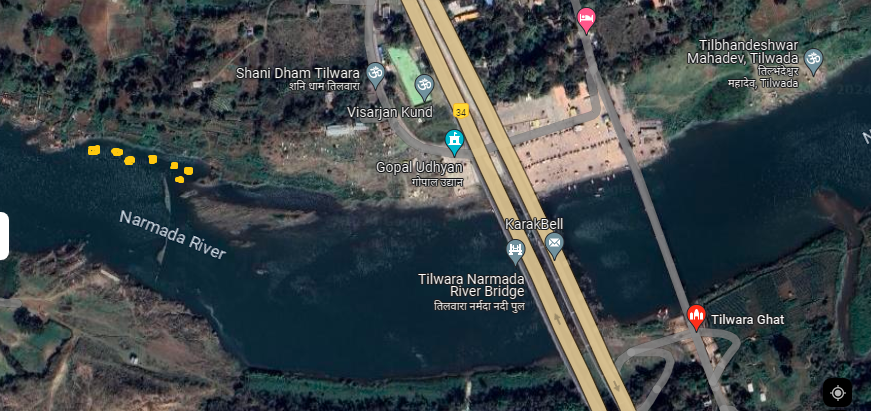 Tilbhandeshwar
Mahadev, Tilwada
तिलभंदेश्वर
महादेव, Tilwada
Shani Dham Tilwara
शनि धाम तिलवारा
Visarjan Kund
34
Gopal Udhyan
गोपाल उद्यान
Narmada River
KarakBell
Tilwara Narmada
River Bridge
तिलवारा नर्मदा नदी पुल
Tilwara Ghat